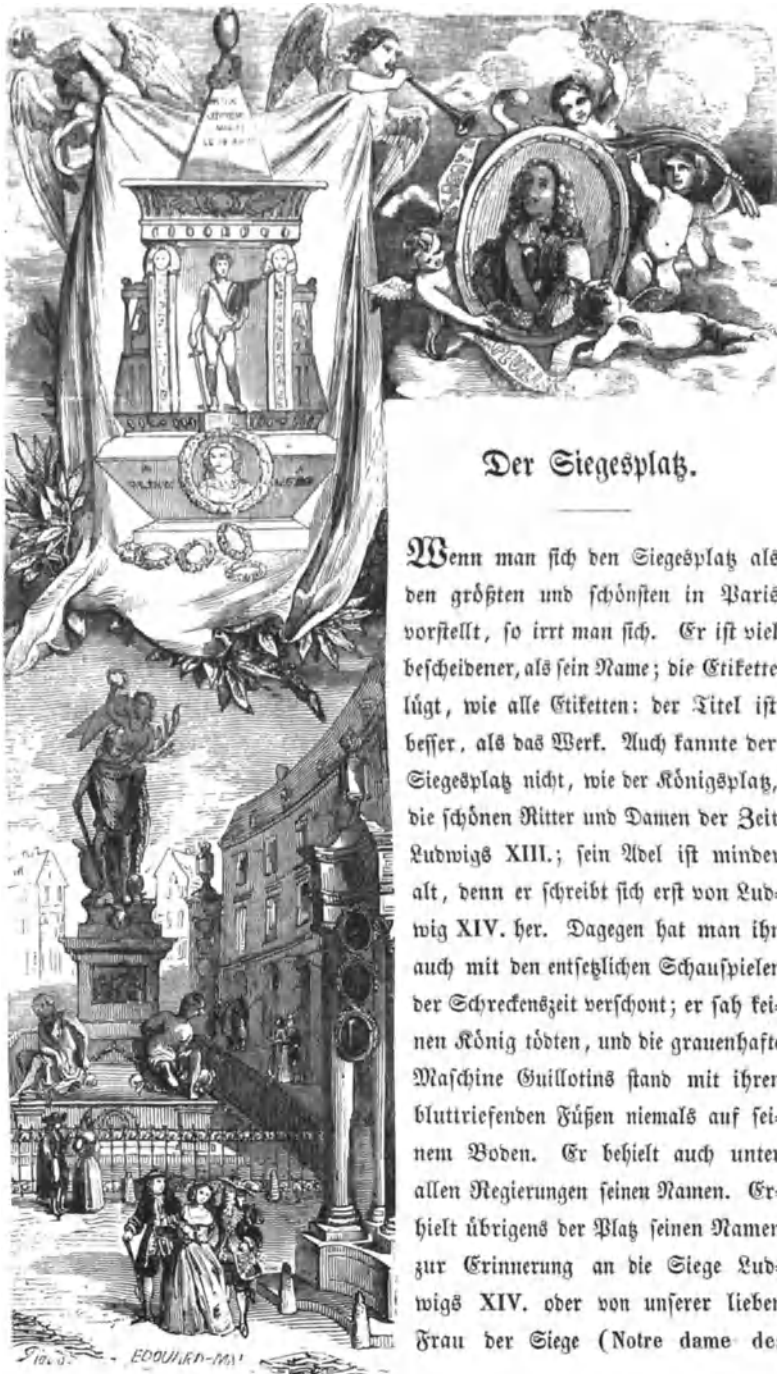 Der Siegesplatz.
Wenn man sich den Siegesplatz als
den größten und schönsten in Paris
vorstellt, so irrt man sich. Er ist viel
bescheidener, als sein Name; die Etikette
lügt, wie alle Etiketten; der Titel ist
besser, als das Werk. Auch kannte der
Siegesplatz nicht, wie der Königsplatz,
die schönen Ritter und Damen der Zeit
Ludwigs XIII.; sein Adel ist minder
alt, denn er schreibt sich erst von Lud-
wig XIV. her. Dagegen hat man ihn
auch mit den entsetzlichen Schauspielen
der Schreckenszeit verschont; er sah kei-
nen König tödten, und die grauenhafte
Maschine Guillotins stand mit ihren
bluttriefenden Füßen niemals auf sei-
nem Boden. Er behielt auch unter
allen Regierungen seinen Namen. Er-
hielt übrigens der Platz seinen Namen
zur Erinnerung an die Siege Lud-
wigs XIV. oder von unserer lieben
Frau der Siege (Notre dame de
EDOUARD-MA